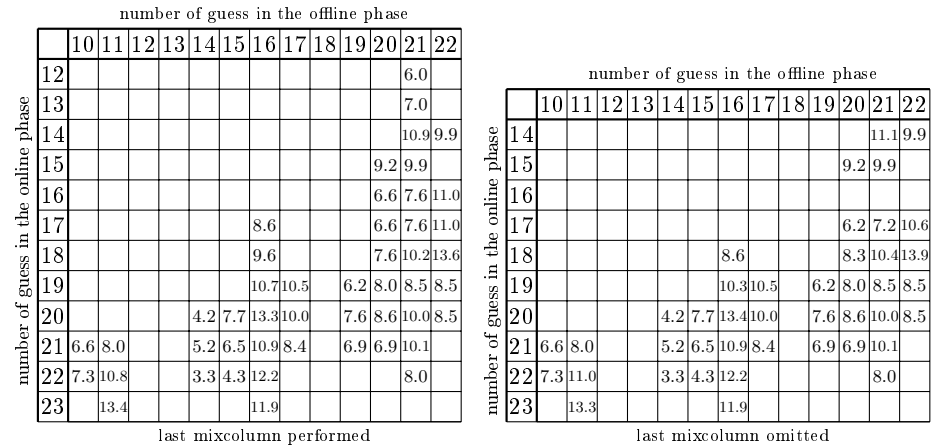 number of guess in the offline phase
10 11 12 13 14 15 16 17 18 19 20 21 22
12 6.0
13 7.0
14 10.9 9.9
15 9.2 9.9
16 6.6 7.6 11.0
17 8.6 6.6 7.6 11.0
18 9.6 7.6 10.2 13.6
19 10.7 10.5 6.2 8.0 8.5 8.5
20 4.2 7.7 13.3 10.0 7.6 8.6 10.0 8.5
21 6.6 8.0 5.2 6.5 10.9 8.4 6.9 6.9 10.1
22 7.3 10.8 3.3 4.3 12.2 8.0
23 13.4 11.9
number of guess in the online phase
last mixcolumn performed
number of guess in the offline phase
10 11 12 13 14 15 16 17 18 19 20 21 22
14 11.1 9.9
15 9.2 9.9
16
17 6.2 7.2 10.6
18 8.6 8.3 10.4 13.9
19 10.3 10.5 6.2 8.0 8.5 8.5
20 4.2 7.7 13.4 10.0 7.6 8.6 10.0 8.5
21 6.6 8.0 5.2 6.5 10.9 8.4 6.9 6.9 10.1
22 7.3 11.0 3.3 4.3 12.2 8.0
23 13.3 11.9
number of guess in the online phase
last mixcolumn omitted